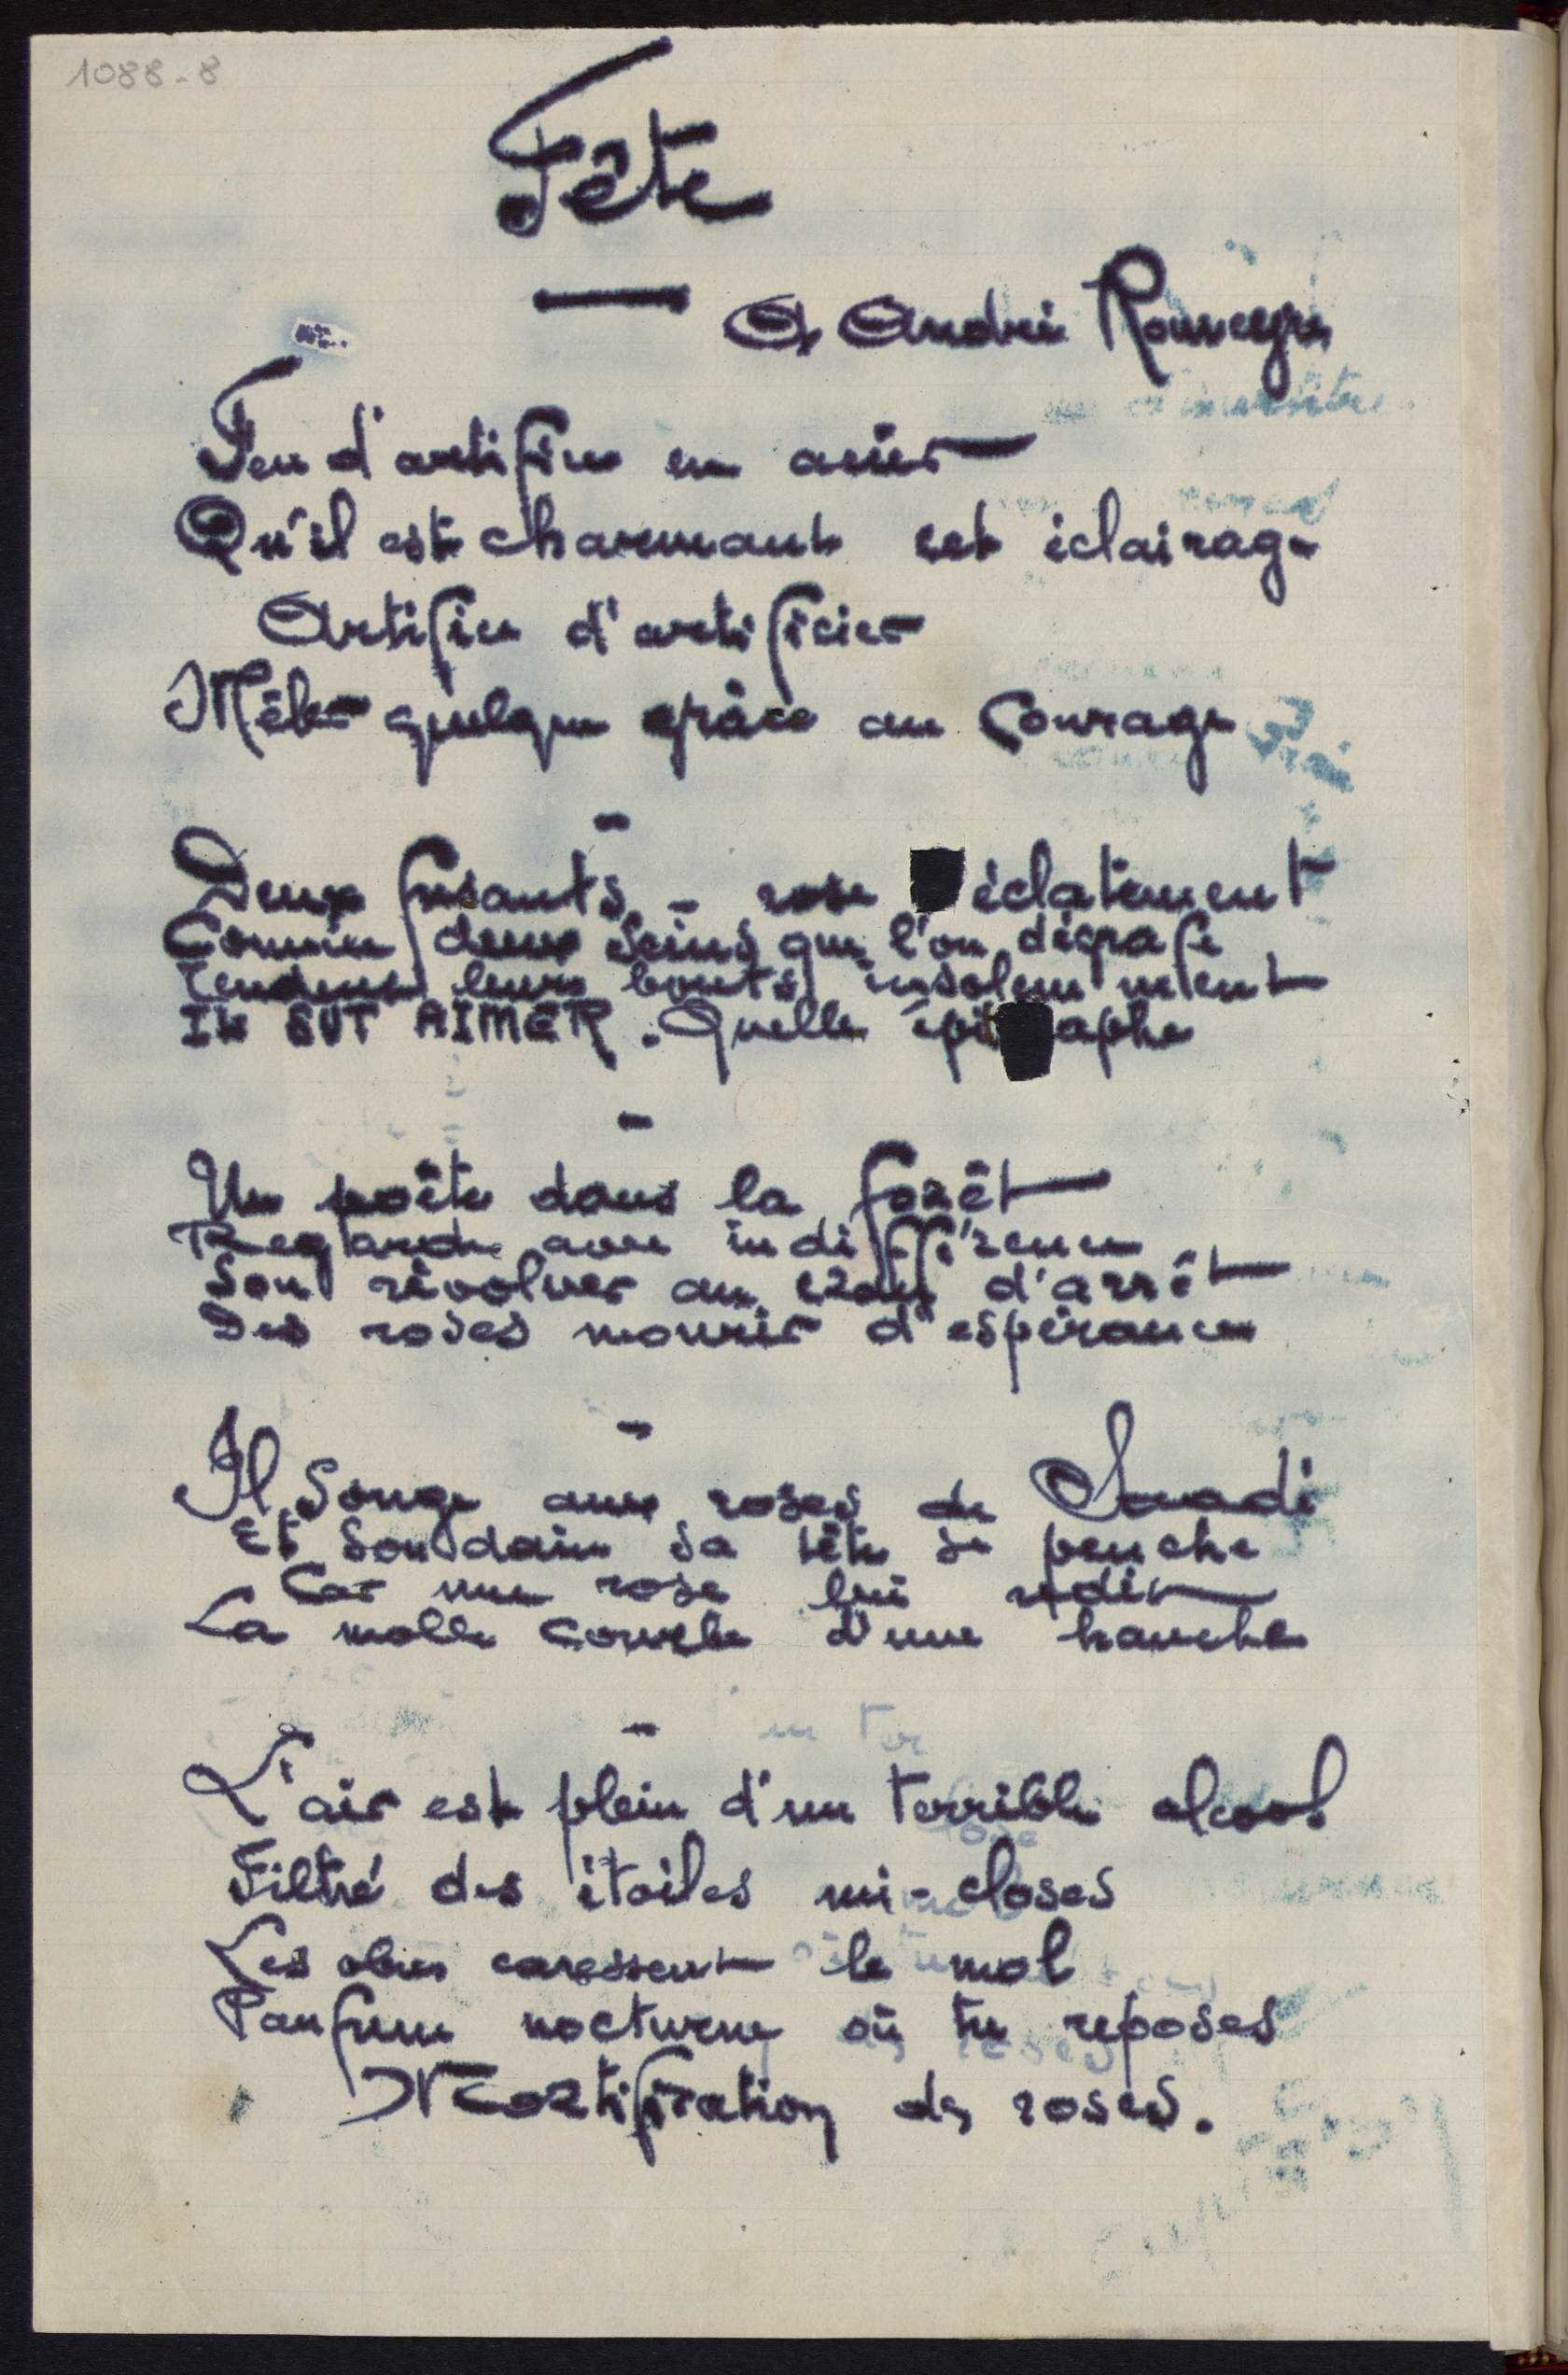 1088-8
Fête
A André Rouveyre
Feu d'artifice en acier
Qu'il est charmant cet éclairage
Artifice d'artificier
Mêler quelque grâce au Courage
Deux fusants - rose éclatement
Comme deux seins que l'on dégrafe
Tendent leurs bouts insolemment
IL SUT AIMER. Quelle épi aphe
Un poète dans la forêt
Regarde avec indifférence
Son révolver au cran d'arrêt
Des roses mourir d'espérance
Il songe aux roses de Saadi
Et soudain sa tête se penche
Car une rose lui redit
La molle courbe d'une hanche
L'air est plein d'un terrible alcool
Filtré des étoiles mi-closes
Les obus caressent le mol
Parfum nocturne où tu reposes
Mortification des roses.